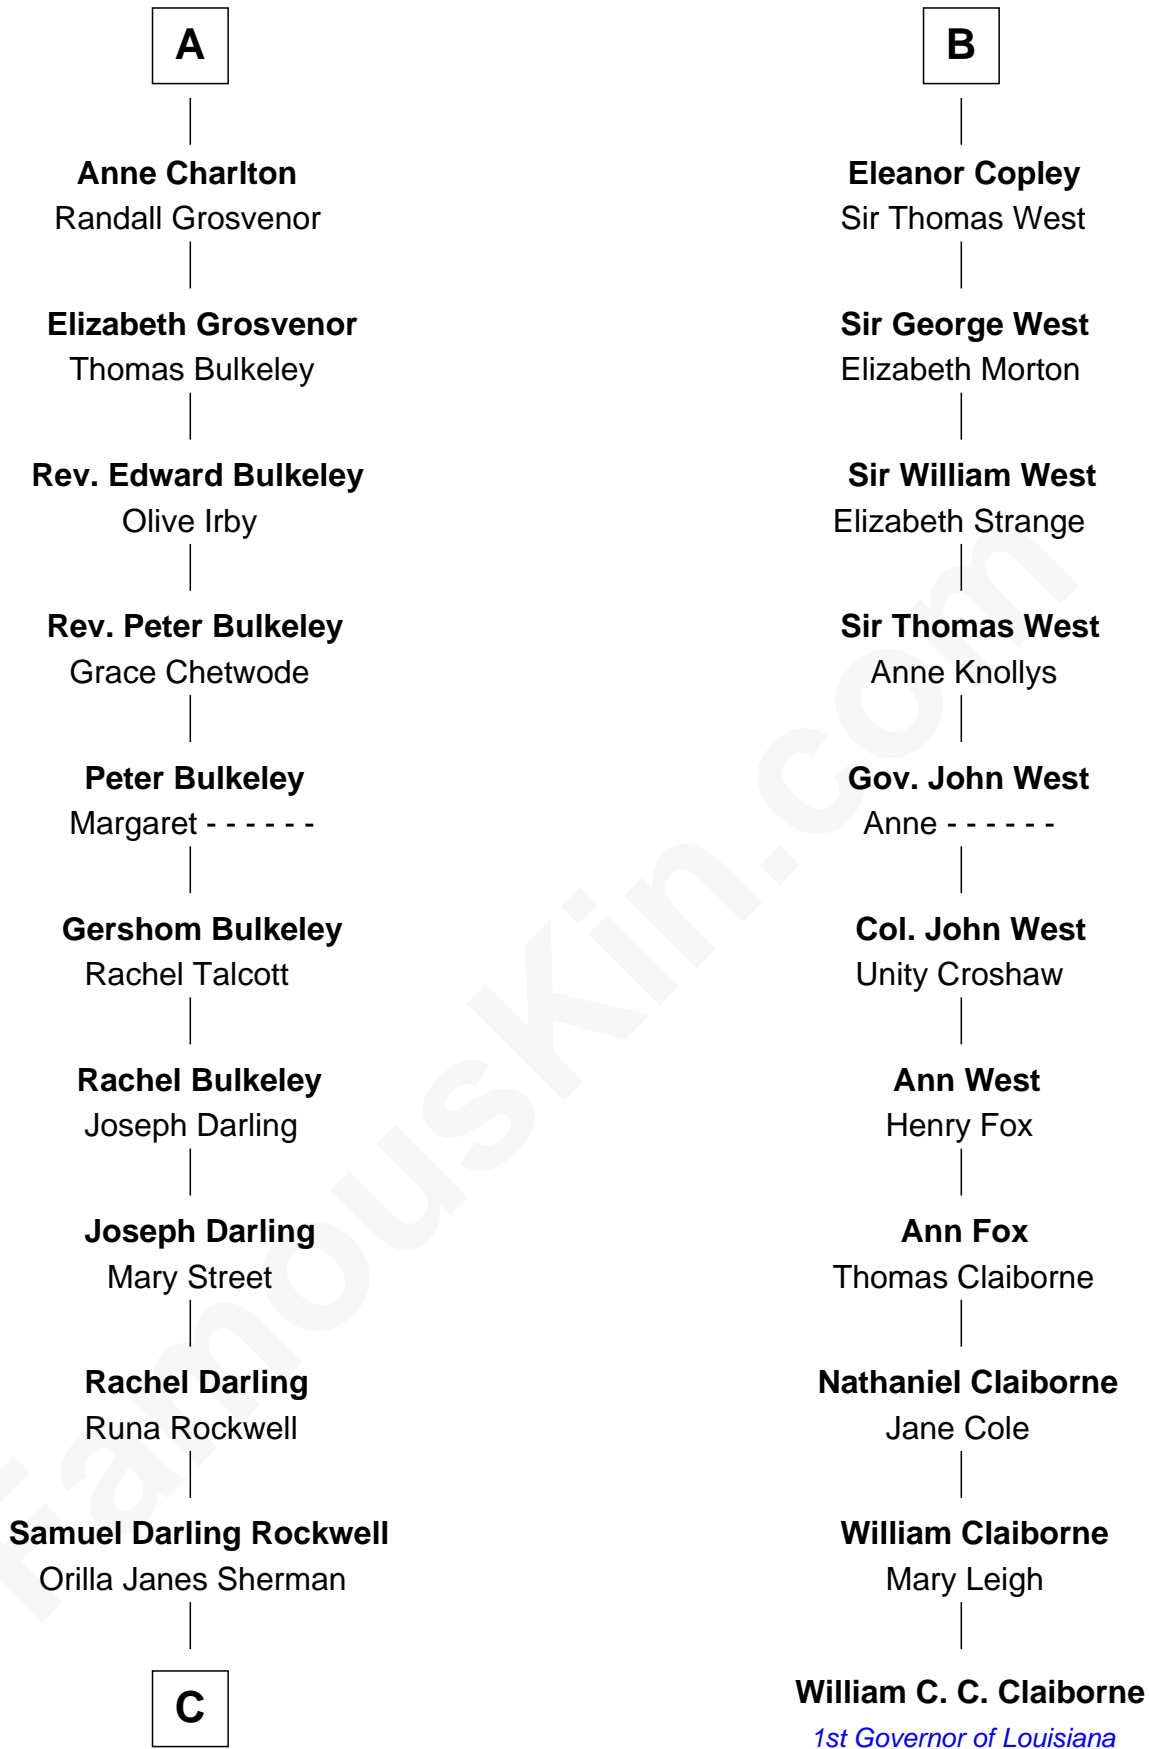 A
Anne Charlton
Randall Grosvenor
Elizabeth Grosvenor
Thomas Bulkeley
Rev. Edward Bulkeley
Olive Irby
Rev. Peter Bulkeley
Grace Chetwode
Peter Bulkeley
Margaret - - - - - -
Gershom Bulkeley
Rachel Talcott
Rachel Bulkeley
Joseph Darling
Joseph Darling
Mary Street
Rachel Darling
Runa Rockwell
Samuel Darling Rockwell
Orilla Janes Sherman
C
B
Eleanor Copley
Sir Thomas West
Sir George West
Elizabeth Morton
Sir William West
Elizabeth Strange
Sir Thomas West
Anne Knollys
Gov. John West
Anne - - - - - -
Col. John West
Unity Croshaw
Ann West
Henry Fox
Ann Fox
Thomas Claiborne
Nathaniel Claiborne
Jane Cole
William Claiborne
Mary Leigh
William C. C. Claiborne
1st Governor of Louisiana
FamousKin.com